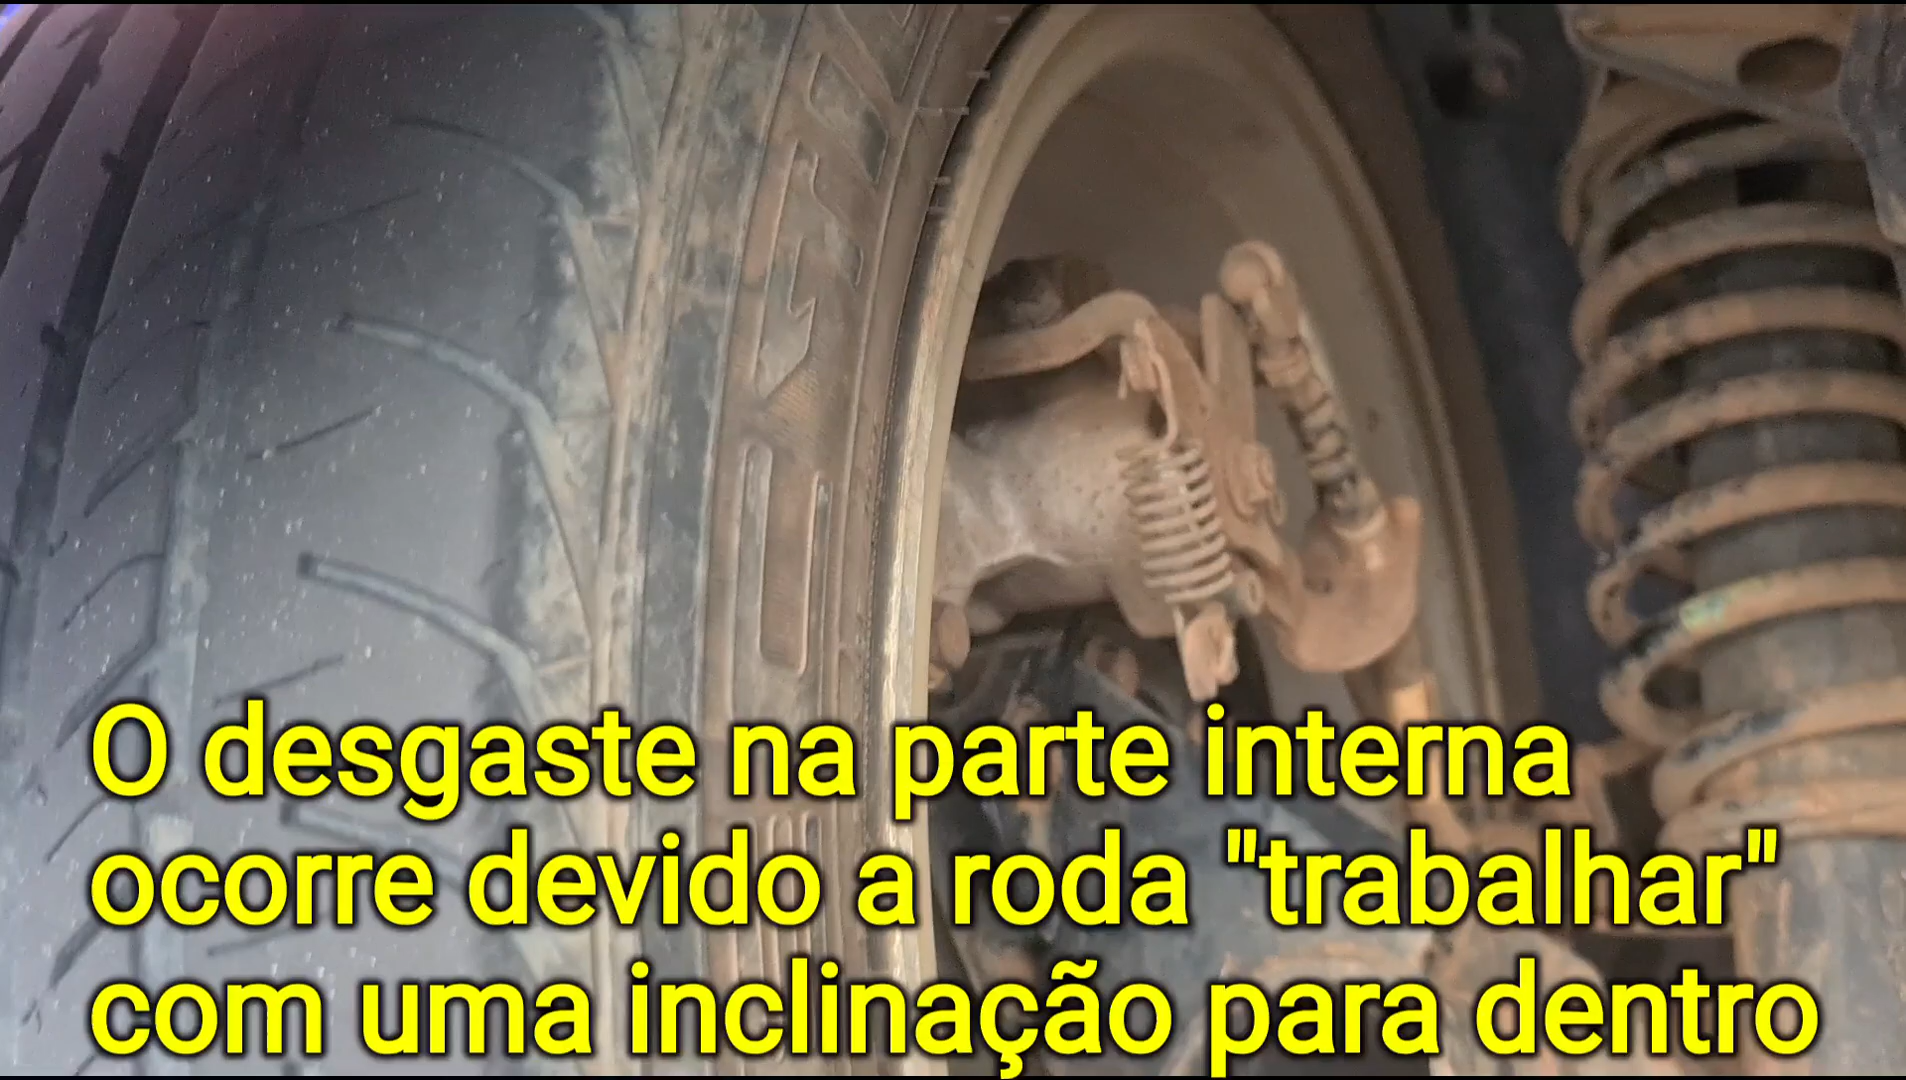 O desgaste na parte interna
ocorre devido a roda "trabalhar"
com uma inclinação para dentro